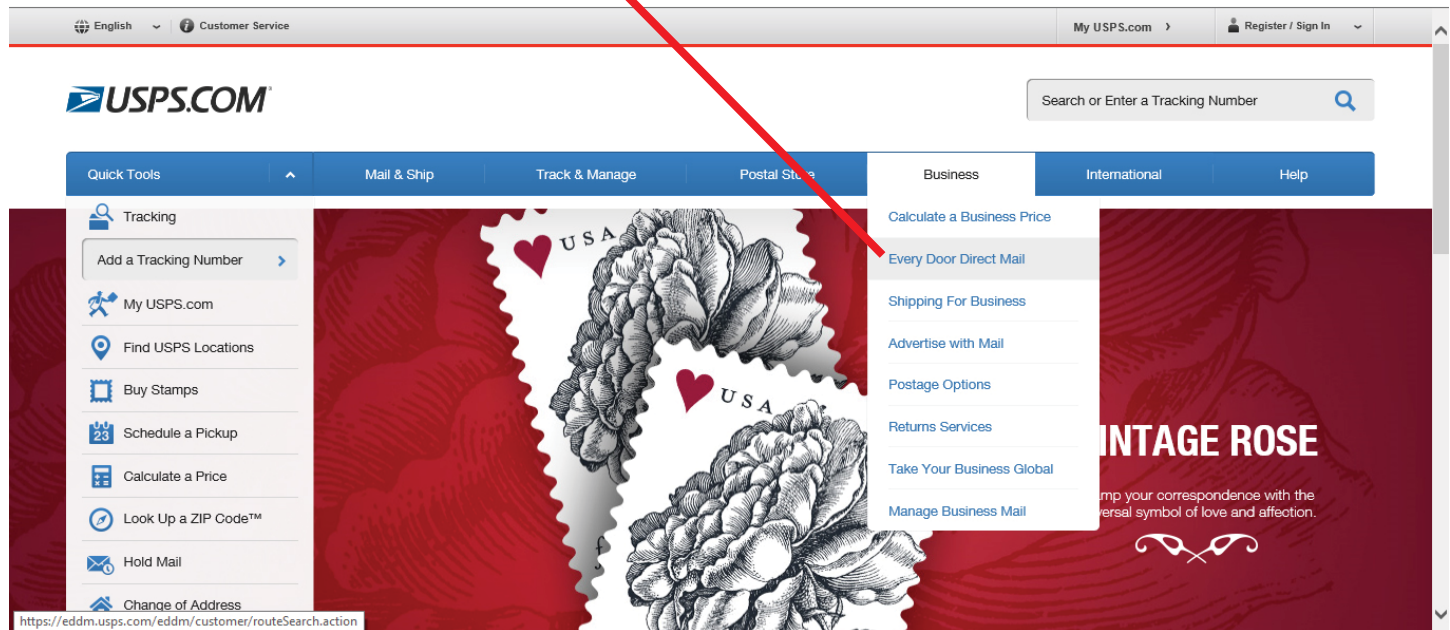 English
Customer Service
My USPS.com
Register / Sign In
USPS.COM
Search or Enter a Tracking Number
Quick Tools
Mail & Ship
Track & Manage
Postal Store
Business
International
Help
Tracking
Add a Tracking Number
My USPS.com
Find USPS Locations
Buy Stamps
23
Schedule a Pickup
Calculate a Price
Look Up a ZIP Code™
Hold Mail
Change of Address
Calculate a Business Price
Every Door Direct Mail
Shipping For Business
Advertise with Mail
Postage Options
Returns Services
Take Your Business Global
Manage Business Mail
USA
USA
INTAGE ROSE
mp your correspondence with the
versal symbol of love and affection.
https://eddm.usps.com/eddm/customer/routeSearch.action